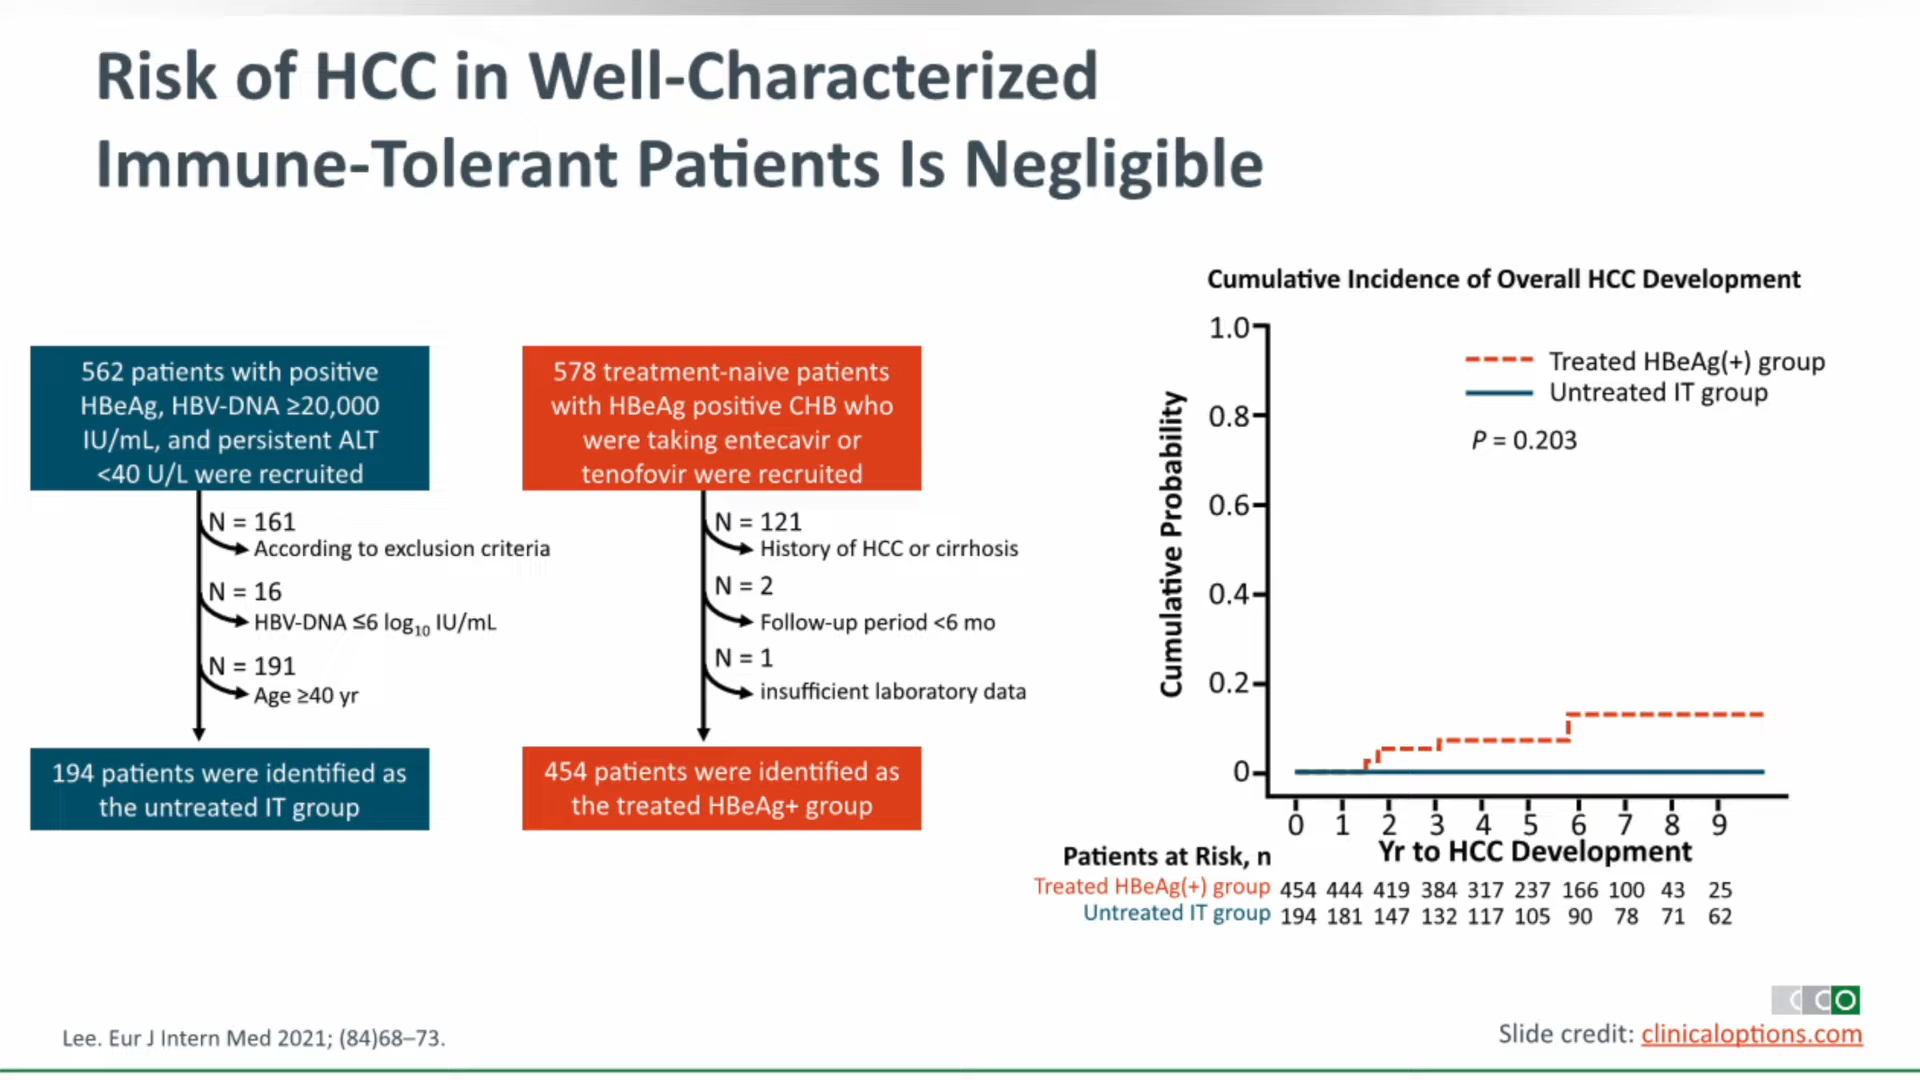 Risk of HCC in Well-Characterized
Immune-Tolerant Patients Is Negligible
562 patients with positive
HBeAg, HBV-DNA ≥20,000
IU/mL, and persistent ALT
<40 U/L were recruited
N = 161
According to exclusion criteria
N = 16
HBV-DNA ≤6 log10 IU/mL
N = 191
Age ≥40 yr
194 patients were identified as
the untreated IT group
578 treatment-naive patients
with HBeAg positive CHB who
were taking entecavir or
tenofovir were recruited
N = 121
History of HCC or cirrhosis
N = 2
Follow-up period <6 mo
N = 1
insufficient laboratory data
454 patients were identified as
the treated HBeAg+ group
Cumulative Incidence of Overall HCC Development
Cumulative Probability
1.0
0.8
0.6
0.4
0.2
0
Treated HBeAg(+) group
Untreated IT group
P = 0.203
0 1 2 3 4 5 6 7 8 9
Yr to HCC Development
Patients at Risk, n
Treated HBeAg(+) group 454 444 419 384 317 237 166 100 43 25
Untreated IT group 194 181 147 132 117 105 90 78 71 62
Lee. Eur J Intern Med 2021; (84)68–73.
CCO
Slide credit: clinicaloptions.com